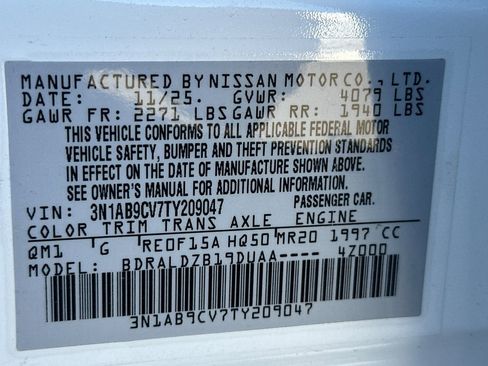 MANUFACTURED BY NISSAN MOTOR CO., LTD.
DATE: 11/25. GVWR: 4079 LBS
GAWR FR: 2271 LBS GAWR RR: 1940 LBS
THIS VEHICLE CONFORMS TO ALL APPLICABLE FEDERAL MOTOR
VEHICLE SAFETY, BUMPER AND THEFT PREVENTION STANDARDS
IN EFFECT ON THE DATE OF MANUFACTURE SHOWN ABOVE.
SEE OWNER'S MANUAL FOR ADDITIONAL INFORMATION
VIN: 3N1AB9CV7TY209047 PASSENGER CAR.
COLOR TRIM TRANS AXLE ENGINE
QM1 G RE0F15A HQ50 MR20 1997 CC
MODEL: BDRALDZB19DUAA---- 4Z000
3N1AB9CV7TY209047